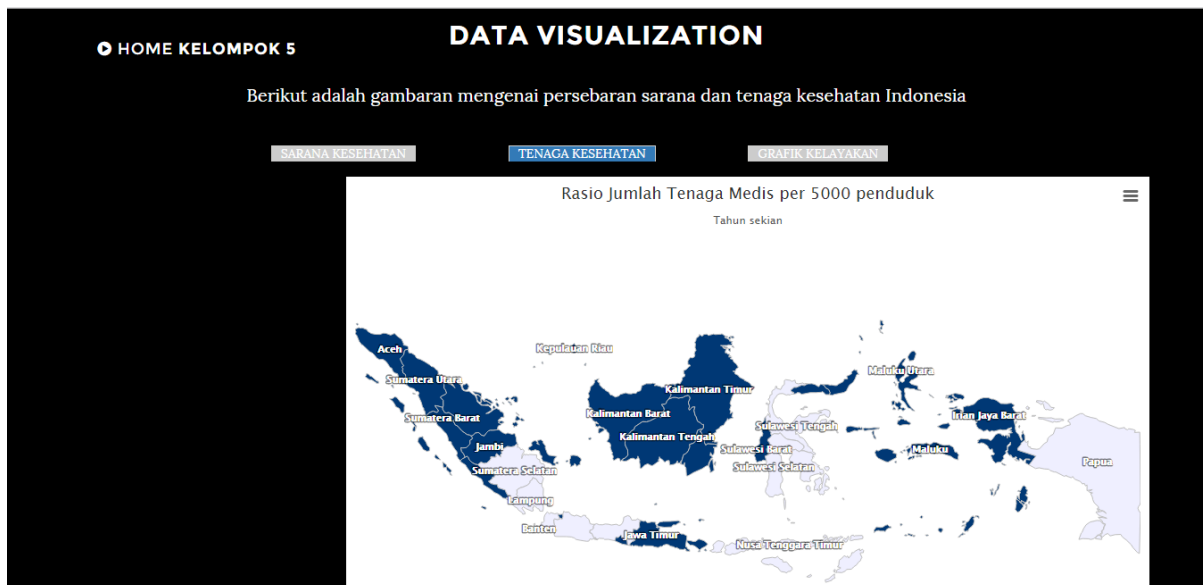 DATA VISUALIZATION
HOME KELOMPOK 5
Berikut adalah gambaran mengenai persebaran sarana dan tenaga kesehatan Indonesia
SARANA KESEHATAN
TENAGA KESEHATAN
GRAFIK KELAYAKAN
Rasio Jumlah Tenaga Medis per 5000 penduduk
Tahun sekian
Aceh
Kepulauan Riau
Maluku Utara
Sumatera Utara
Kalimantan Timur
Kalimantan Barat
Irian Jaya Barat
Sumatera Barat
Sulawesi Tengah
Kalimantan Tengah
Jambi
Sulawesi Barat
Maluku
Papua
Sumatera Selatan
Sulawesi Selatan
Lampung
Banten
Jawa Timur
Nusa Tenggara Timur